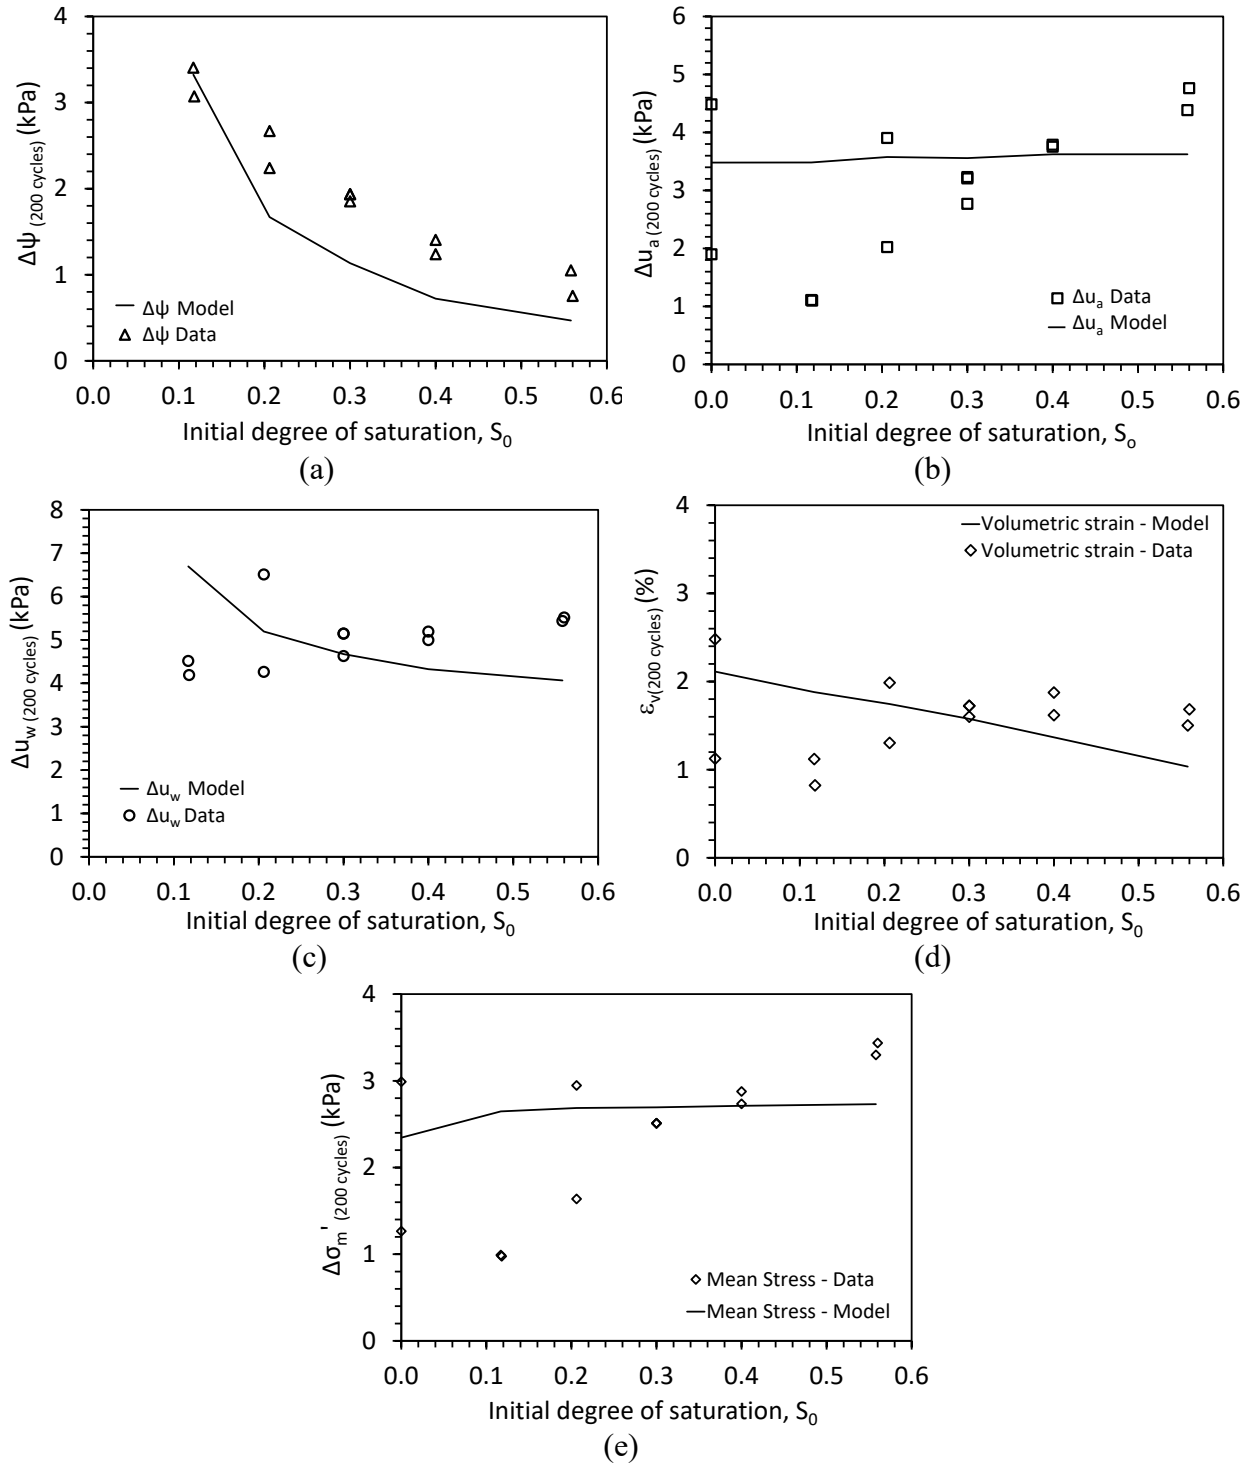 4
3
2
1
0
Δψ (200 cycles) (kPa)
Δψ Model
Δψ Data
0.0 0.1 0.2 0.3 0.4 0.5 0.6
Initial degree of saturation, S0
(a)
6
5
4
3
2
1
0
Δua (200 cycles) (kPa)
Δua Data
Δua Model
0.0 0.1 0.2 0.3 0.4 0.5 0.6
Initial degree of saturation, So
(b)
8
7
6
5
4
3
2
1
0
Δuw (200 cycles) (kPa)
Δuw Model
Δuw Data
0.0 0.1 0.2 0.3 0.4 0.5 0.6
Initial degree of saturation, S0
(c)
4
3
2
1
0
εv(200 cycles) (%)
Volumetric strain - Model
Volumetric strain - Data
0.0 0.1 0.2 0.3 0.4 0.5 0.6
Initial degree of saturation, S0
(d)
4
3
2
1
0
Δσm' (200 cycles) (kPa)
Mean Stress - Data
Mean Stress - Model
0.0 0.1 0.2 0.3 0.4 0.5 0.6
Initial degree of saturation, S0
(e)